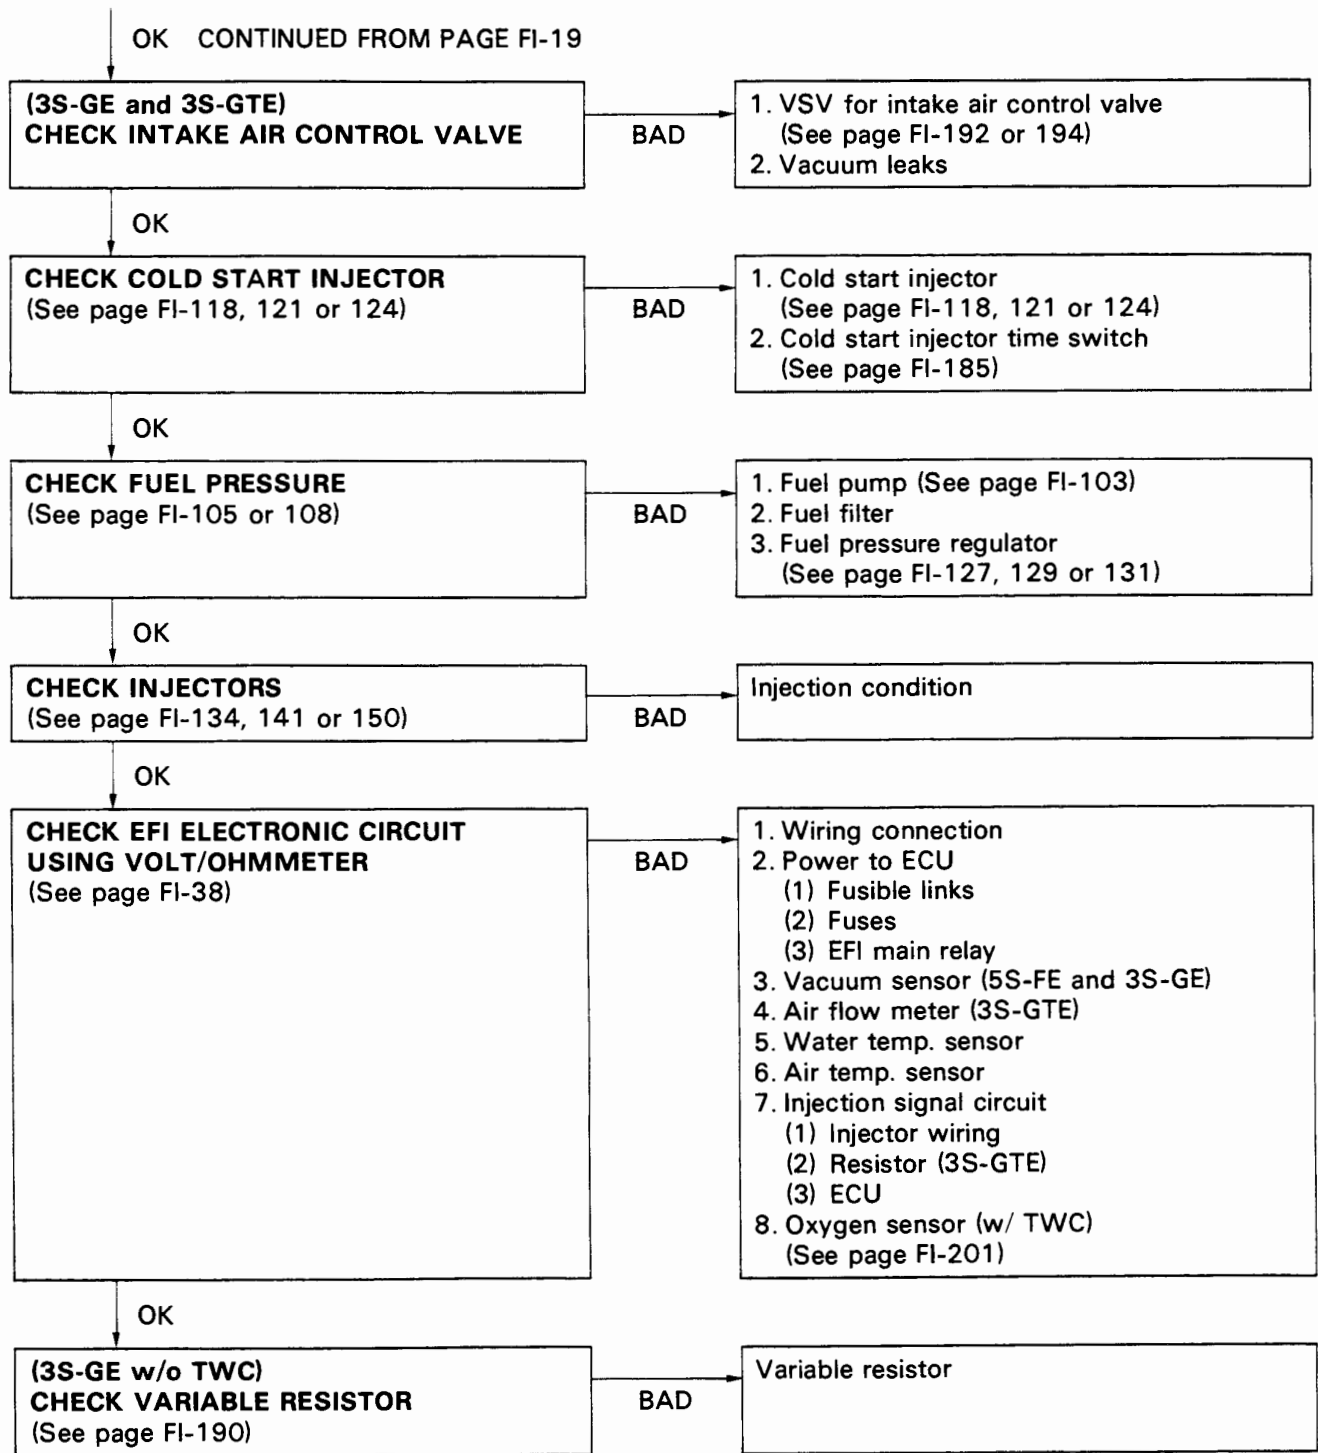 OK CONTINUED FROM PAGE FI-19
(3S-GE and 3S-GTE)
CHECK INTAKE AIR CONTROL VALVE
BAD
1. VSV for intake air control valve
(See page FI-192 or 194)
2. Vacuum leaks
OK
CHECK COLD START INJECTOR
(See page FI-118, 121 or 124)
BAD
1. Cold start injector
(See page FI-118, 121 or 124)
2. Cold start injector time switch
(See page FI-185)
OK
CHECK FUEL PRESSURE
(See page FI-105 or 108)
BAD
1. Fuel pump (See page FI-103)
2. Fuel filter
3. Fuel pressure regulator
(See page FI-127, 129 or 131)
OK
CHECK INJECTORS
(See page FI-134, 141 or 150)
BAD
Injection condition
OK
CHECK EFI ELECTRONIC CIRCUIT
USING VOLT/OHMMETER
(See page FI-38)
BAD
1. Wiring connection
2. Power to ECU
(1) Fusible links
(2) Fuses
(3) EFI main relay
3. Vacuum sensor (5S-FE and 3S-GE)
4. Air flow meter (3S-GTE)
5. Water temp. sensor
6. Air temp. sensor
7. Injection signal circuit
(1) Injector wiring
(2) Resistor (3S-GTE)
(3) ECU
8. Oxygen sensor (w/ TWC)
(See page FI-201)
OK
(3S-GE w/o TWC)
CHECK VARIABLE RESISTOR
(See page FI-190)
BAD
Variable resistor